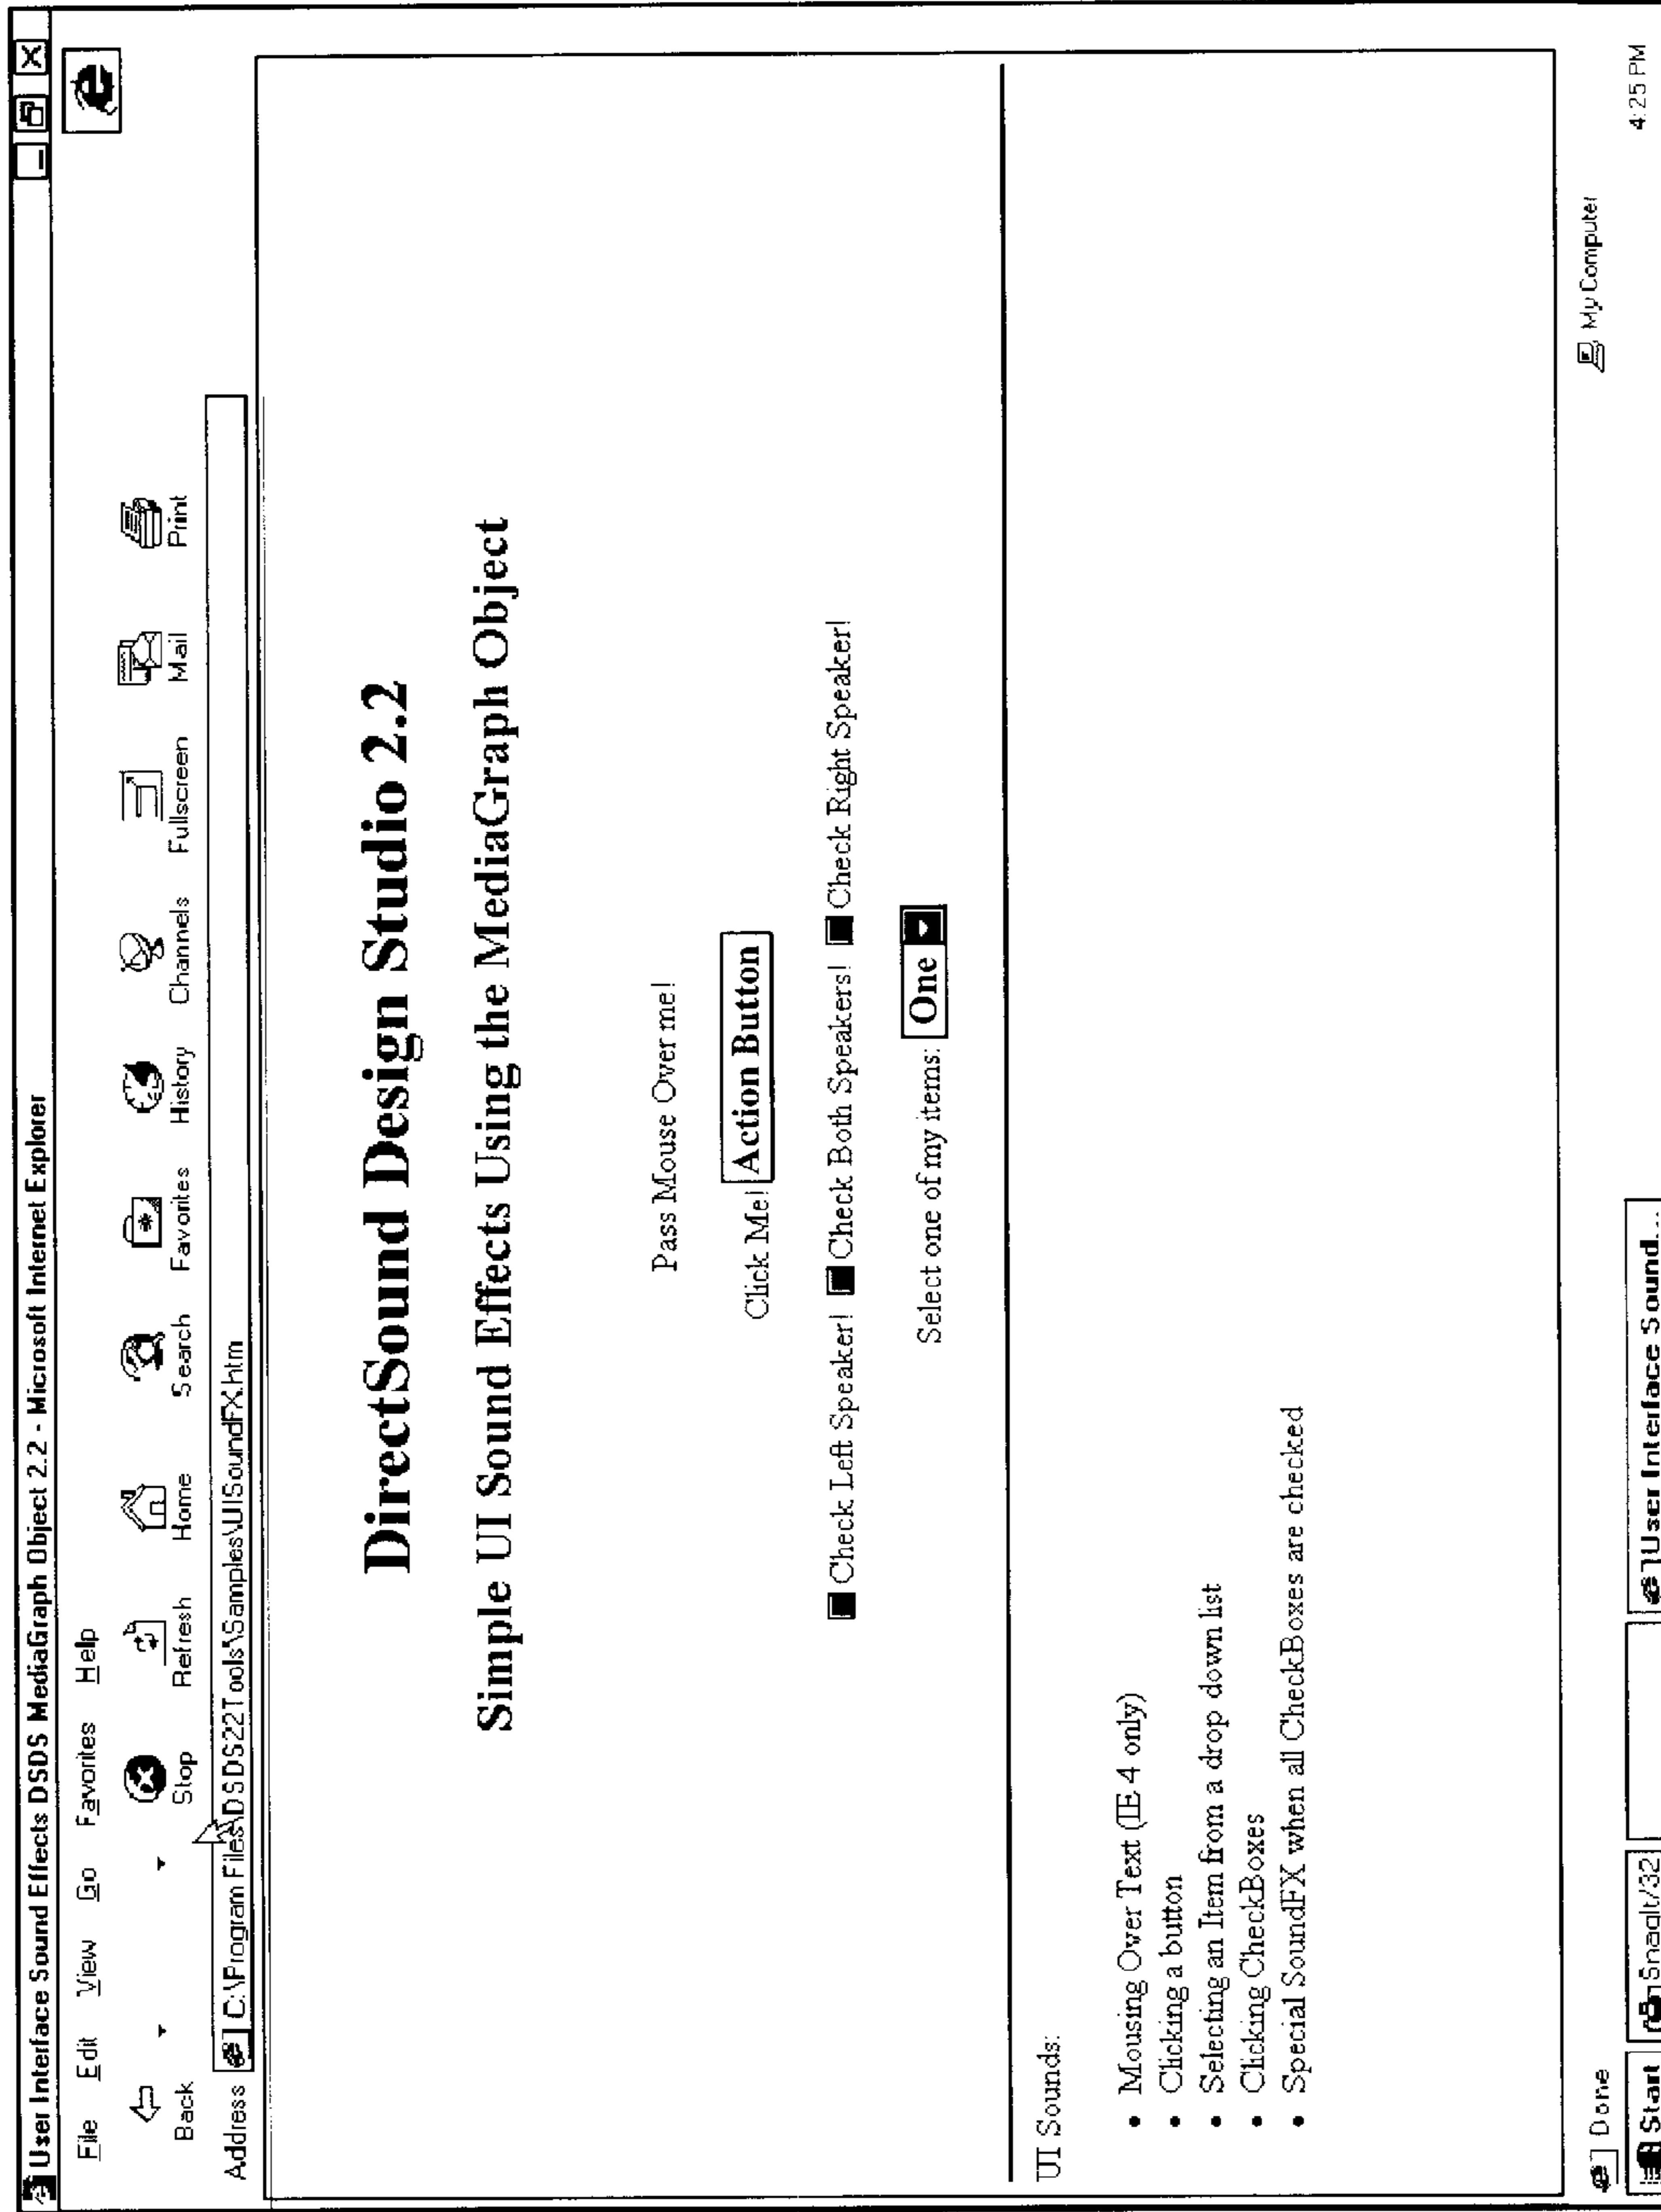 User Interface Sound Effects DSDS MediaGraph Object 2.2 - Microsoft Internet Explorer
File Edit View Go Favorites Help
Back Stop Refresh Home Search Favorites History Channels Fullscreen Mail Print
Address C:\Program Files\DSDS22Tools\Samples\UISoundFX.htm
DirectSound Design Studio 2.2
Simple UI Sound Effects Using the MediaGraph Object
Pass Mouse Over me!
Click Me! Action Button
Check Left Speaker! Check Both Speakers! Check Right Speaker!
Select one of my items: One
UI Sounds:
• Mousing Over Text (IE 4 only)
• Clicking a button
• Selecting an Item from a drop down list
• Clicking CheckBoxes
• Special SoundFX when all CheckBoxes are checked
Done My Computer
Start SnagIt/32 User Interface Sound... 4:25 PM